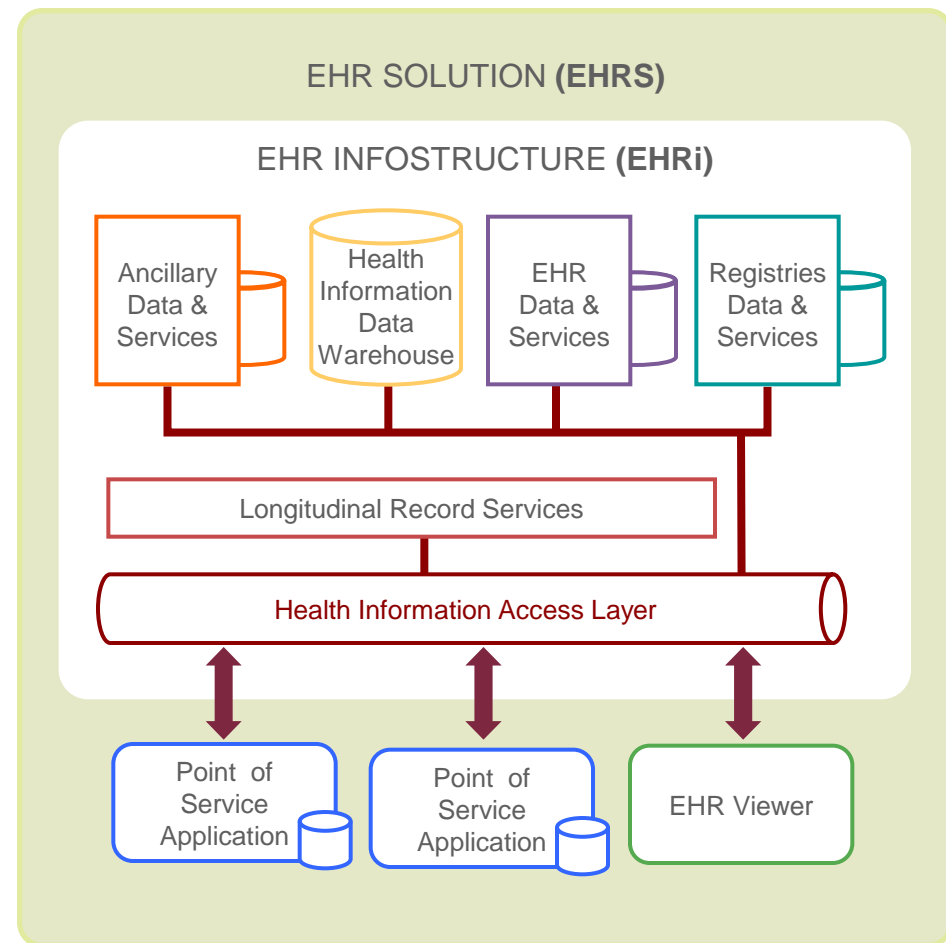 EHR SOLUTION (EHRS)
EHR INFOSTRUCTURE (EHRi)
Ancillary
Data &
Services
Health
Information
Data
Warehouse
EHR
Data &
Services
Registries
Data &
Services
Longitudinal Record Services
Health Information Access Layer
Point of
Service
Application
Point of
Service
Application
EHR Viewer